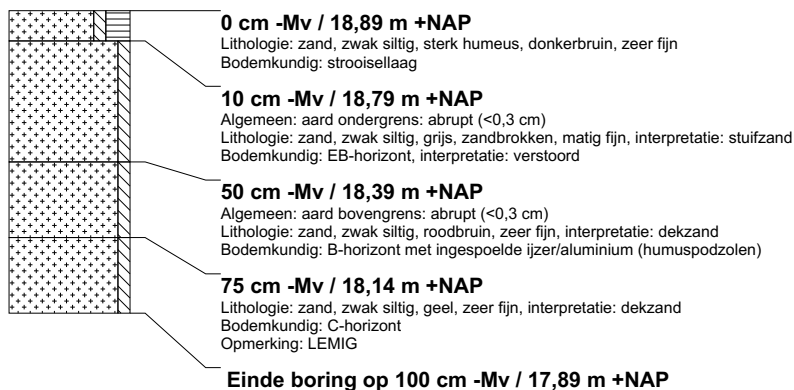 0 cm -Mv / 18,89 m +NAP
Lithologie: zand, zwak siltig, sterk humeus, donkerbruin, zeer fijn
Bodemkundig: strooisellaag
10 cm -Mv / 18,79 m +NAP
Algemeen: aard ondergrens: abrupt (<0,3 cm)
Lithologie: zand, zwak siltig, grijs, zandbrokken, matig fijn, interpretatie: stuifzand
Bodemkundig: EB-horizont, interpretatie: verstoord
50 cm -Mv / 18,39 m +NAP
Algemeen: aard bovengrens: abrupt (<0,3 cm)
Lithologie: zand, zwak siltig, roodbruin, zeer fijn, interpretatie: dekzand
Bodemkundig: B-horizont met ingespoelde ijzer/aluminium (humuspodzolen)
75 cm -Mv / 18,14 m +NAP
Lithologie: zand, zwak siltig, geel, zeer fijn, interpretatie: dekzand
Bodemkundig: C-horizont
Opmerking: LEMIG
Einde boring op 100 cm -Mv / 17,89 m +NAP